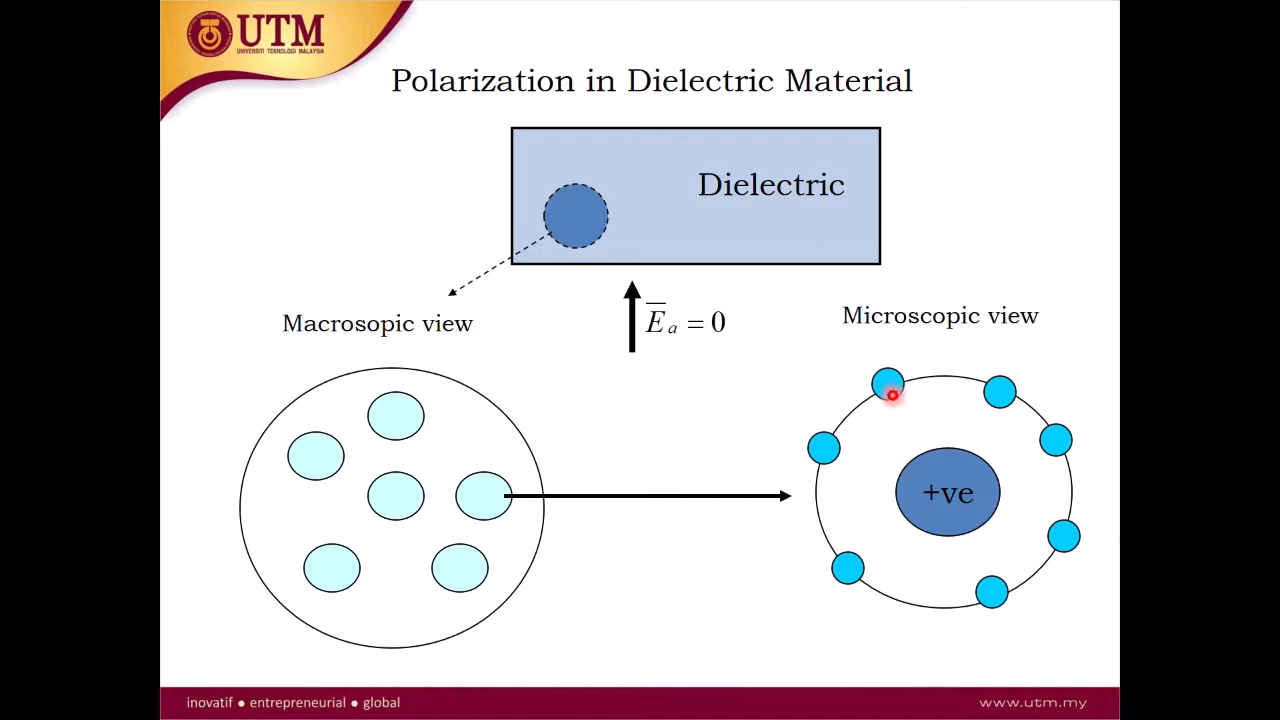 UTM
UNIVERSITI TEKNOLOGI MALAYSIA
Polarization in Dielectric Material
Dielectric
Macrosopic view
E̅ₐ = 0
Microscopic view
+ve
inovatif ● entrepreneurial ● global
www.utm.my